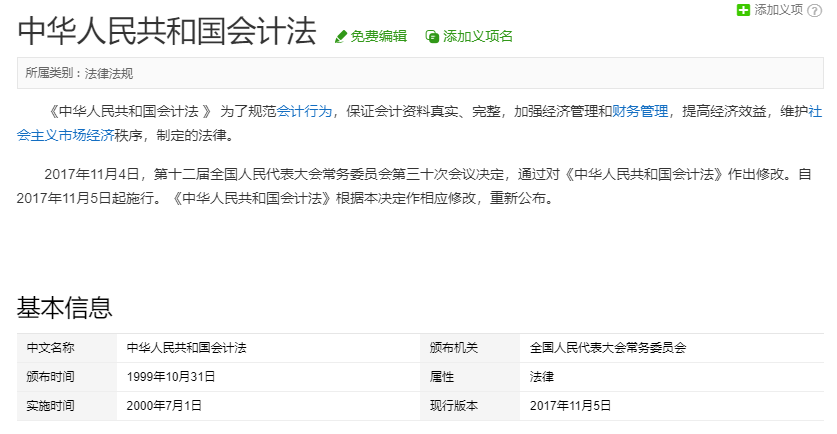 添加义项 ?
中华人民共和国会计法 免费编辑 添加义项名
所属类别：法律法规
《中华人民共和国会计法 》 为了规范会计行为，保证会计资料真实、完整，加强经济管理和财务管理，提高经济效益，维护社
会主义市场经济秩序，制定的法律。
2017年11月4日，第十二届全国人民代表大会常务委员会第三十次会议决定，通过对《中华人民共和国会计法》作出修改。自
2017年11月5日起施行。《中华人民共和国会计法》根据本决定作相应修改，重新公布。
基本信息
中文名称 中华人民共和国会计法 颁布机关 全国人民代表大会常务委员会
颁布时间 1999年10月31日 属性 法律
实施时间 2000年7月1日 现行版本 2017年11月5日